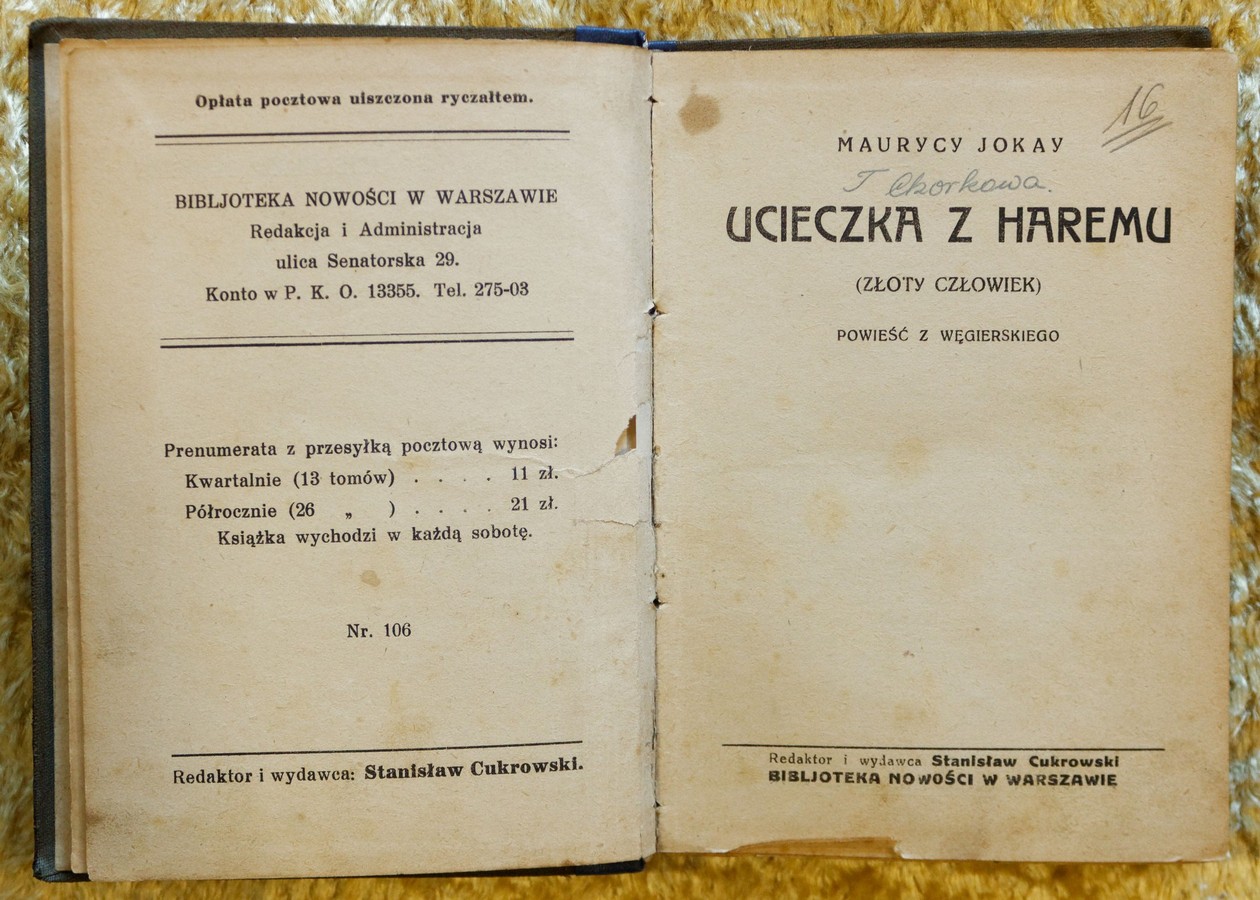 Opłata pocztowa uiszczona ryczałtem.
BIBLJOTEKA NOWOŚCI W WARSZAWIE
Redakcja i Administracja
ulica Senatorska 29.
Konto w P. K. O. 13355. Tel. 275-03
Prenumerata z przesyłką pocztową wynosi:
Kwartalnie (13 tomów) . . . . 11 zł.
Półrocznie (26 „ ) . . . . 21 zł.
Książka wychodzi w każdą sobotę.
Nr. 106
Redaktor i wydawca: Stanisław Cukrowski.
16
MAURYCY JOKAY
UCIECZKA Z HAREMU
(ZŁOTY CZŁOWIEK)
POWIEŚĆ Z WĘGIERSKIEGO
Redaktor i wydawca Stanisław Cukrowski
BIBLJOTEKA NOWOŚCI W WARSZAWIE